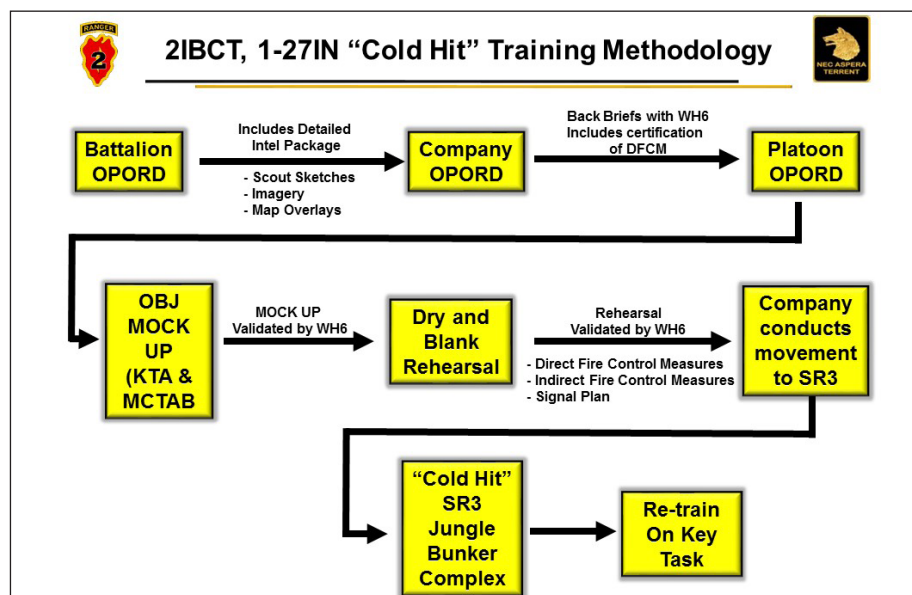 RANGER
2
2IBCT, 1-27IN “Cold Hit” Training Methodology
NEC ASPERA
TERRENT
Battalion
OPORD
Includes Detailed
Intel Package
- Scout Sketches
- Imagery
- Map Overlays
Company
OPORD
Back Briefs with WH6
Includes certification
of DFCM
Platoon
OPORD
OBJ
MOCK
UP
(KTA &
MCTAB
MOCK UP
Validated by WH6
Dry and
Blank
Rehearsal
Rehearsal
Validated by WH6
- Direct Fire Control Measures
- Indirect Fire Control Measures
- Signal Plan
Company
conducts
movement
to SR3
“Cold Hit”
SR3
Jungle
Bunker
Complex
Re-train
On Key
Task